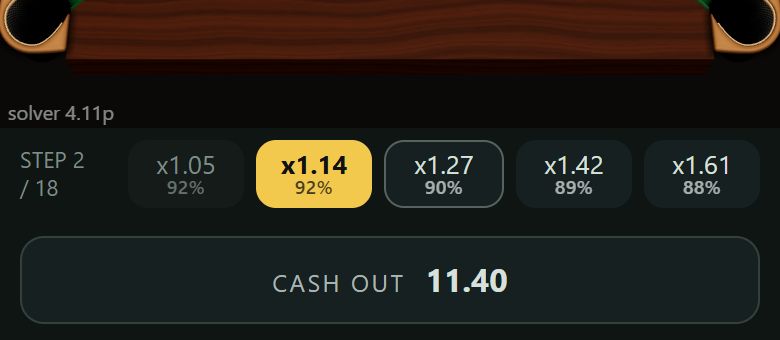 solver 4.11p
STEP 2
/ 18
x1.05
92%
x1.14
92%
x1.27
90%
x1.42
89%
x1.61
88%
CASH OUT 11.40